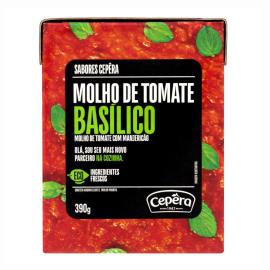 SABORES CEPÊRA
MOLHO DE TOMATE
BASÍLICO
MOLHO DE TOMATE COM MANJERICÃO
OLÁ, SOU SEU MAIS NOVO
PARCEIRO NA COZINHA.
ECO
INGREDIENTES
FRESCOS
390g
Cepêra